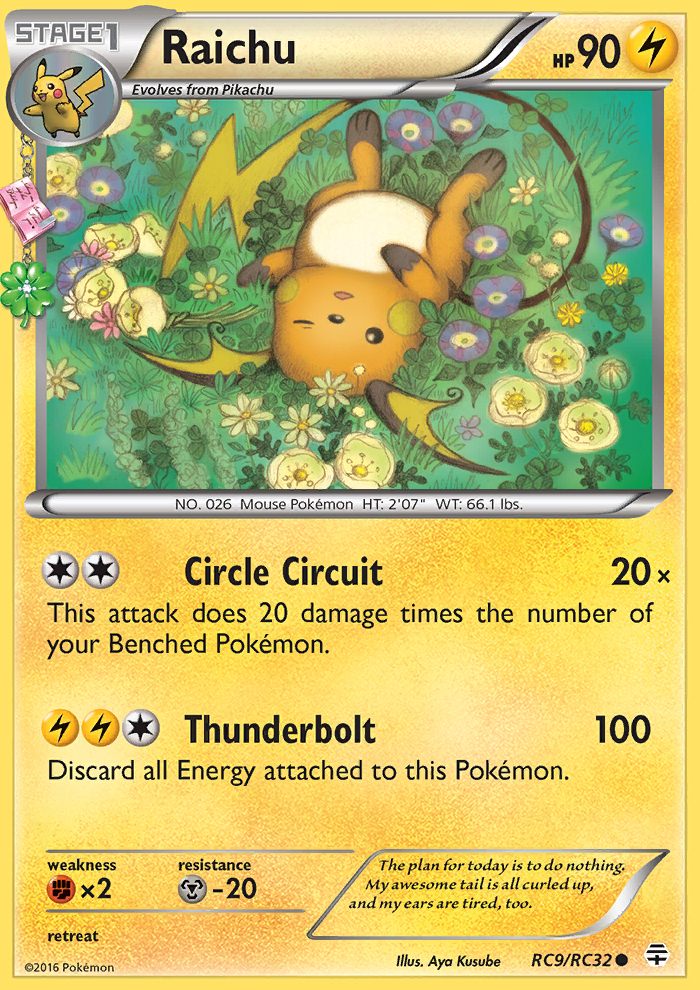 STAGE1
Raichu
HP90
Evolves from Pikachu
NO. 026 Mouse Pokémon HT: 2'07" WT: 66.1 lbs.
Circle Circuit 20×
This attack does 20 damage times the number of
your Benched Pokémon.
Thunderbolt 100
Discard all Energy attached to this Pokémon.
weakness resistance
×2 -20
retreat
The plan for today is to do nothing.
My awesome tail is all curled up,
and my ears are tired, too.
©2016 Pokémon
Illus. Aya Kusube RC9/RC32